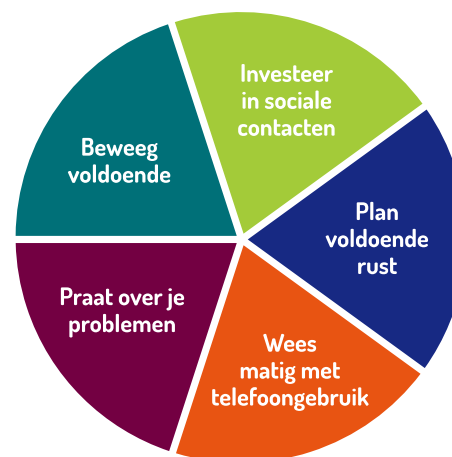 Investeer
in sociale
contacten
Plan
voldoende
rust
Wees
matig met
telefoongebruik
Praat over je
problemen
Beweeg
voldoende